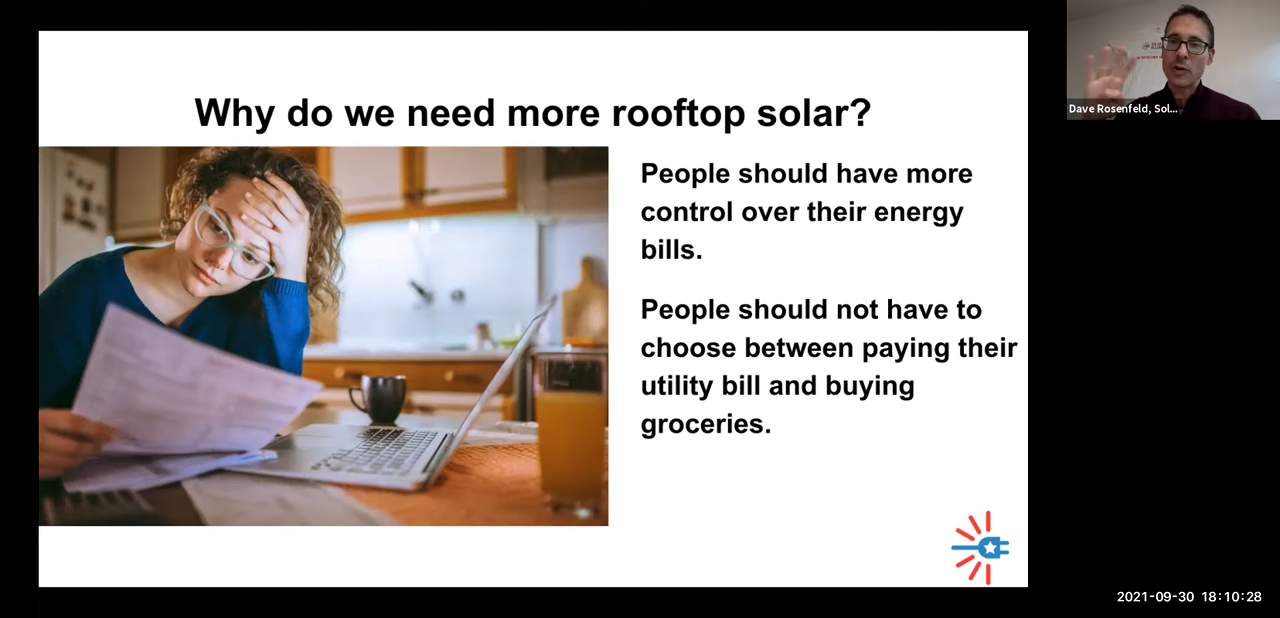 Why do we need more rooftop solar?
People should have more
control over their energy
bills.
People should not have to
choose between paying their
utility bill and buying
groceries.
Dave Rosenfeld, Sol...
2021-09-30 18:10:28